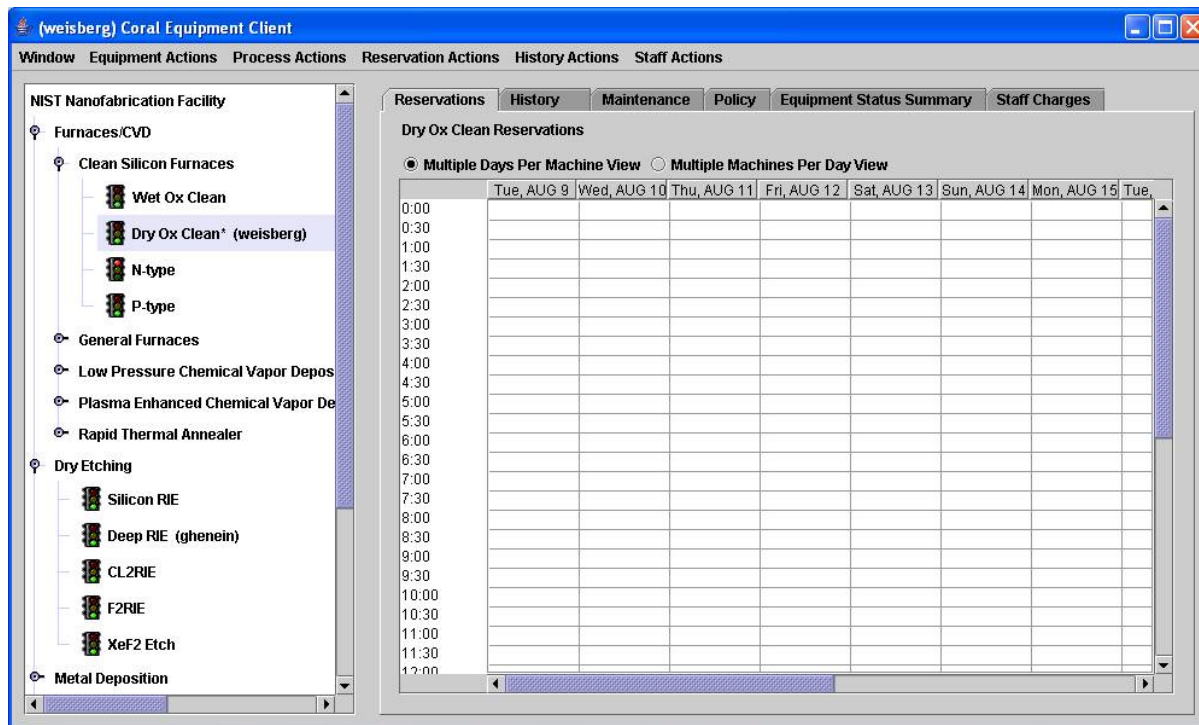 (weisberg) Coral Equipment Client
Window Equipment Actions Process Actions Reservation Actions History Actions Staff Actions
NIST Nanofabrication Facility
Furnaces/CVD
Clean Silicon Furnaces
Wet Ox Clean
Dry Ox Clean* (weisberg)
N-type
P-type
General Furnaces
Low Pressure Chemical Vapor Depos
Plasma Enhanced Chemical Vapor De
Rapid Thermal Annealer
Dry Etching
Silicon RIE
Deep RIE (ghenein)
CL2RIE
F2RIE
XeF2 Etch
Metal Deposition
Reservations History Maintenance Policy Equipment Status Summary Staff Charges
Dry Ox Clean Reservations
Multiple Days Per Machine View Multiple Machines Per Day View
Tue, AUG 9 Wed, AUG 10 Thu, AUG 11 Fri, AUG 12 Sat, AUG 13 Sun, AUG 14 Mon, AUG 15 Tue,
0:00
0:30
1:00
1:30
2:00
2:30
3:00
3:30
4:00
4:30
5:00
5:30
6:00
6:30
7:00
7:30
8:00
8:30
9:00
9:30
10:00
10:30
11:00
11:30
12:00